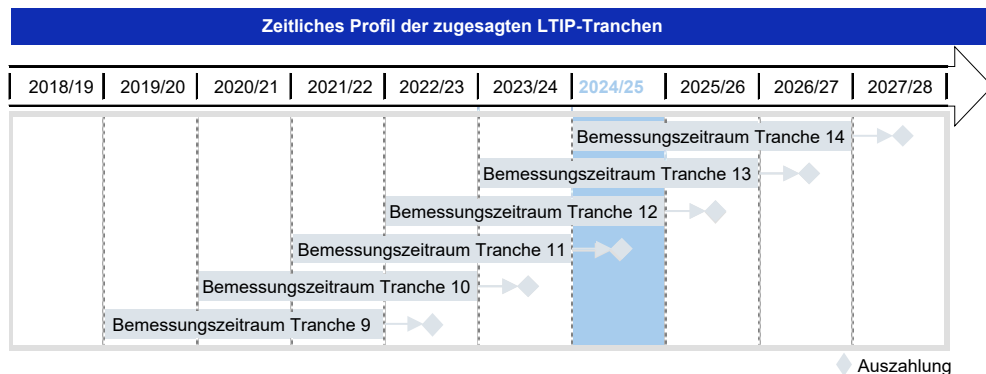 Zeitliches Profil der zugesagten LTIP-Tranchen
2018/19 2019/20 2020/21 2021/22 2022/23 2023/24 2024/25 2025/26 2026/27 2027/28
Bemessungszeitraum Tranche 14
Bemessungszeitraum Tranche 13
Bemessungszeitraum Tranche 12
Bemessungszeitraum Tranche 11
Bemessungszeitraum Tranche 10
Bemessungszeitraum Tranche 9
Auszahlung